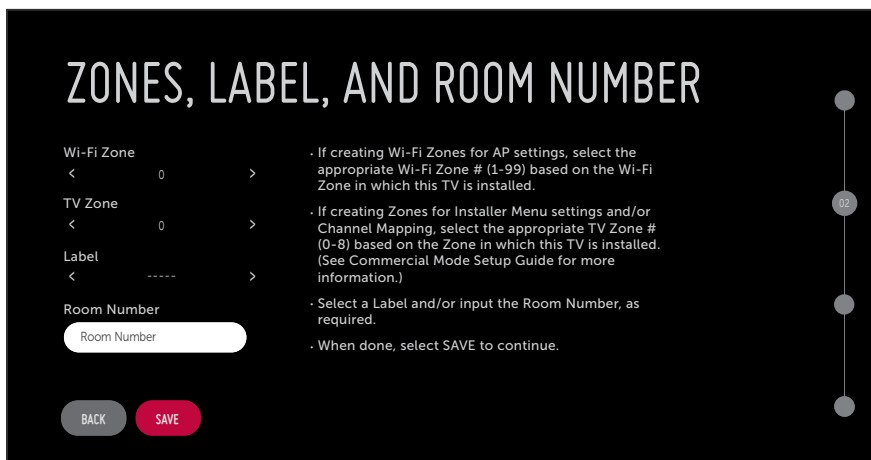 ZONES, LABEL, AND ROOM NUMBER
Wi-Fi Zone
< 0 >
TV Zone
< 0 >
Label
< ----- >
Room Number
Room Number
· If creating Wi-Fi Zones for AP settings, select the
appropriate Wi-Fi Zone # (1-99) based on the Wi-Fi
Zone in which this TV is installed.
· If creating Zones for Installer Menu settings and/or
Channel Mapping, select the appropriate TV Zone #
(0-8) based on the Zone in which this TV is installed.
(See Commercial Mode Setup Guide for more
information.)
· Select a Label and/or input the Room Number, as
required.
· When done, select SAVE to continue.
02
BACK SAVE